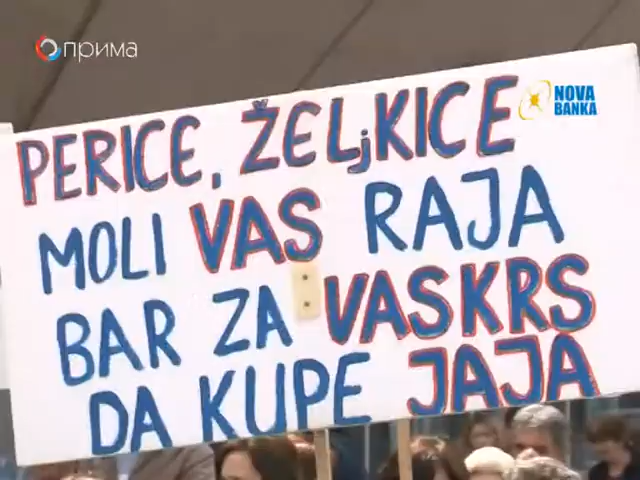 прима
NOVA
BANKA
PERICE, ŽELjKICE
MOLI VAS RAJA
BAR ZA VASKRS
DA KUPE JAJA